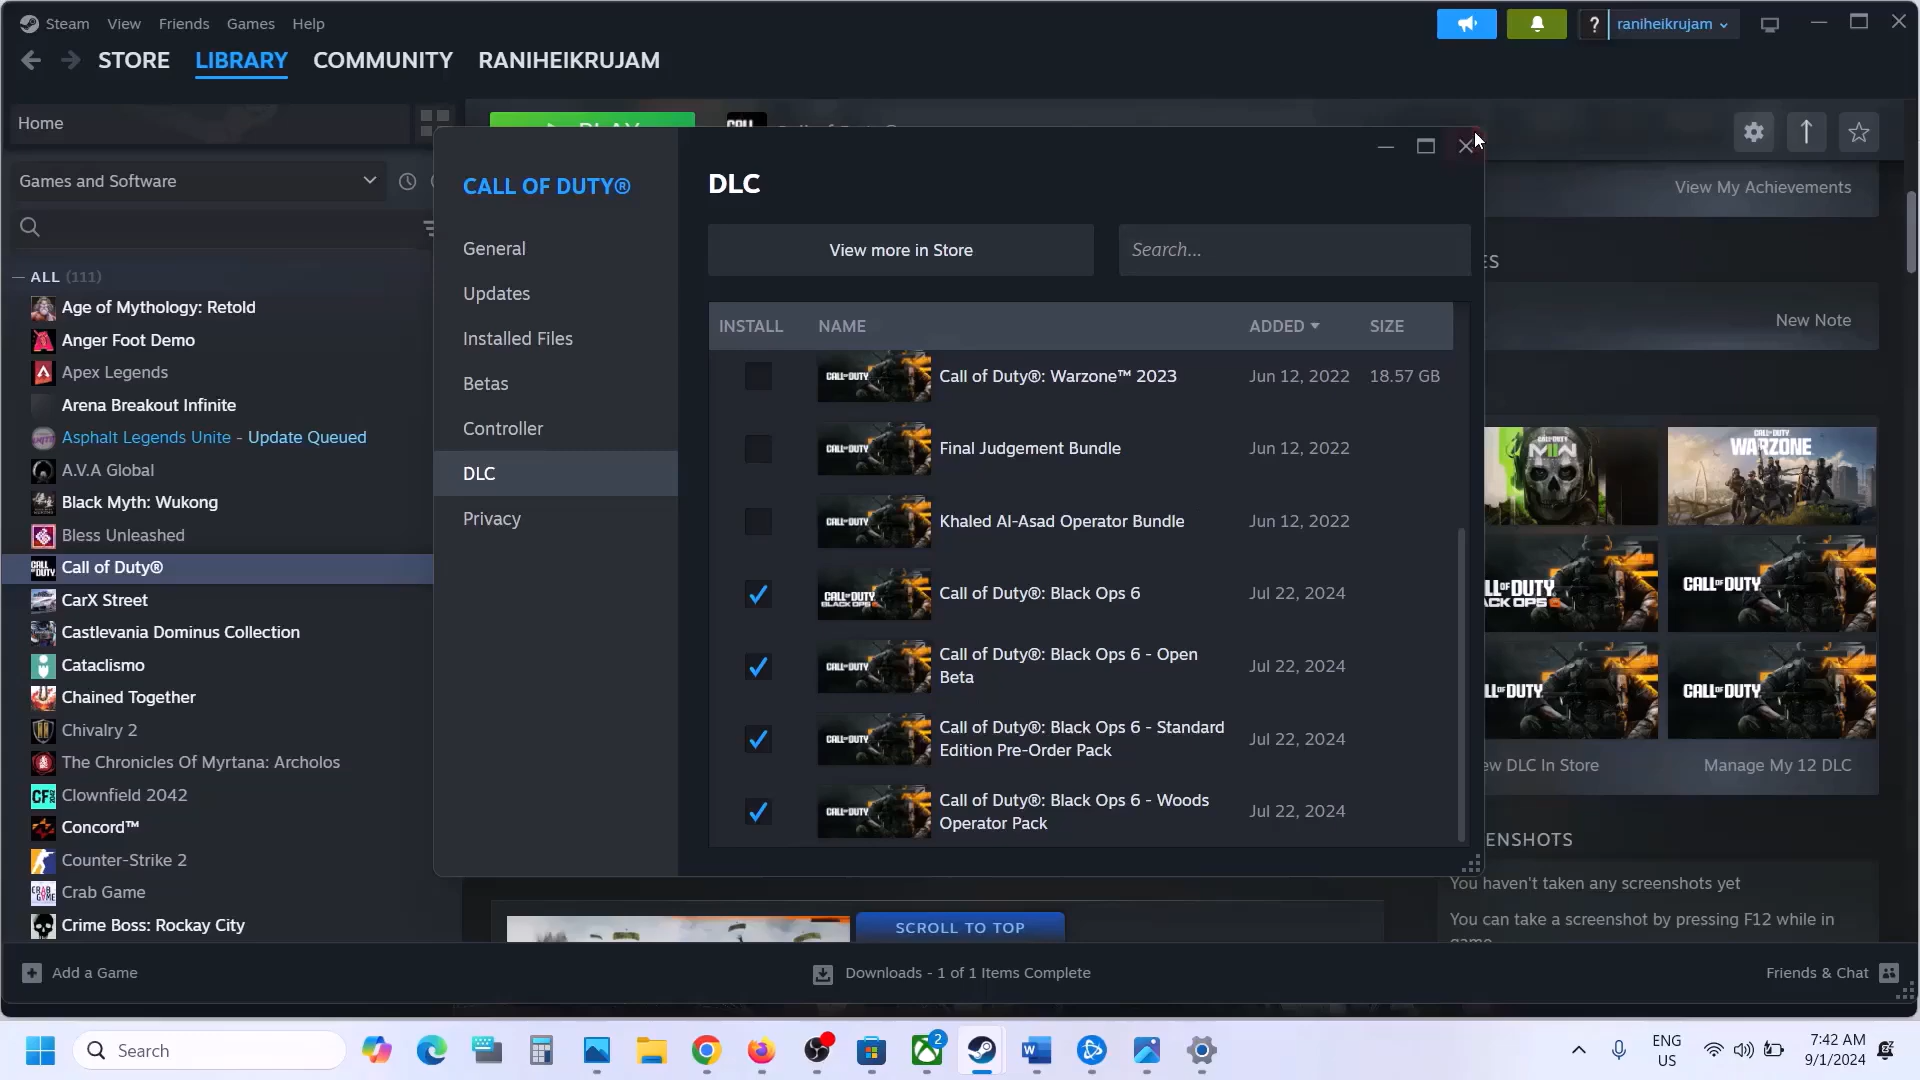 Steam View Friends Games Help
? raniheikrujam
STORE LIBRARY COMMUNITY RANIHEIKRUJAM
Home
Games and Software
ALL (111)
Age of Mythology: Retold
Anger Foot Demo
Apex Legends
Arena Breakout Infinite
Asphalt Legends Unite - Update Queued
A.V.A Global
Black Myth: Wukong
Bless Unleashed
Call of Duty®
CarX Street
Castlevania Dominus Collection
Cataclismo
Chained Together
Chivalry 2
The Chronicles Of Myrtana: Archolos
Clownfield 2042
Concord™
Counter-Strike 2
Crab Game
Crime Boss: Rockay City
CALL OF DUTY®
General
Updates
Installed Files
Betas
Controller
DLC
Privacy
DLC
View more in Store
Search...
INSTALL NAME ADDED SIZE
Call of Duty®: Warzone™ 2023 Jun 12, 2022 18.57 GB
Final Judgement Bundle Jun 12, 2022
Khaled Al-Asad Operator Bundle Jun 12, 2022
Call of Duty®: Black Ops 6 Jul 22, 2024
Call of Duty®: Black Ops 6 - Open
Beta Jul 22, 2024
Call of Duty®: Black Ops 6 - Standard
Edition Pre-Order Pack Jul 22, 2024
Call of Duty®: Black Ops 6 - Woods
Operator Pack Jul 22, 2024
View My Achievements
New Note
WARZONE
CALL OF DUTY
CALL OF DUTY
DLC In Store
Manage My 12 DLC
You haven't taken any screenshots yet
You can take a screenshot by pressing F12 while in
SCROLL TO TOP
Add a Game
Downloads - 1 of 1 Items Complete
Friends & Chat
Search
2
ENG
US
7:42 AM
9/1/2024